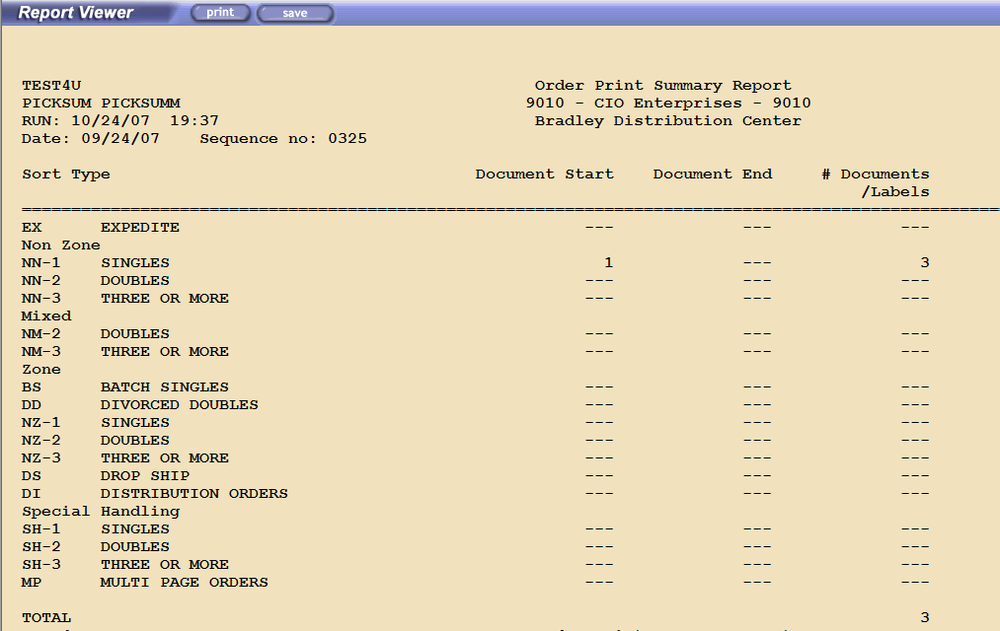 Report Viewer print save
TEST4U Order Print Summary Report
PICKSUM PICKSUMM 9010 - CIO Enterprises - 9010
RUN: 10/24/07 19:37 Bradley Distribution Center
Date: 09/24/07 Sequence no: 0325
Sort Type Document Start Document End # Documents
/Labels
====================================================================================================
EX EXPEDITE --- --- ---
Non Zone
NN-1 SINGLES 1 --- 3
NN-2 DOUBLES --- --- ---
NN-3 THREE OR MORE --- --- ---
Mixed
NM-2 DOUBLES --- --- ---
NM-3 THREE OR MORE --- --- ---
Zone
BS BATCH SINGLES --- --- ---
DD DIVORCED DOUBLES --- --- ---
NZ-1 SINGLES --- --- ---
NZ-2 DOUBLES --- --- ---
NZ-3 THREE OR MORE --- --- ---
DS DROP SHIP --- --- ---
DI DISTRIBUTION ORDERS --- --- ---
Special Handling
SH-1 SINGLES --- --- ---
SH-2 DOUBLES --- --- ---
SH-3 THREE OR MORE --- --- ---
MP MULTI PAGE ORDERS --- --- ---
TOTAL 3